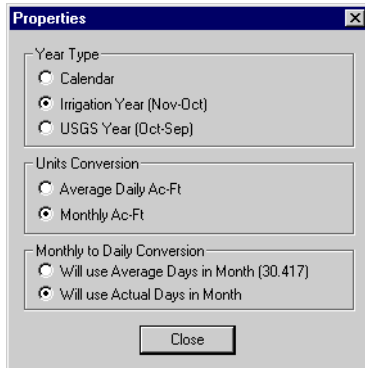 Properties
Year Type
Calendar
Irrigation Year (Nov-Oct)
USGS Year (Oct-Sep)
Units Conversion
Average Daily Ac-Ft
Monthly Ac-Ft
Monthly to Daily Conversion
Will use Average Days in Month (30.417)
Will use Actual Days in Month
Close